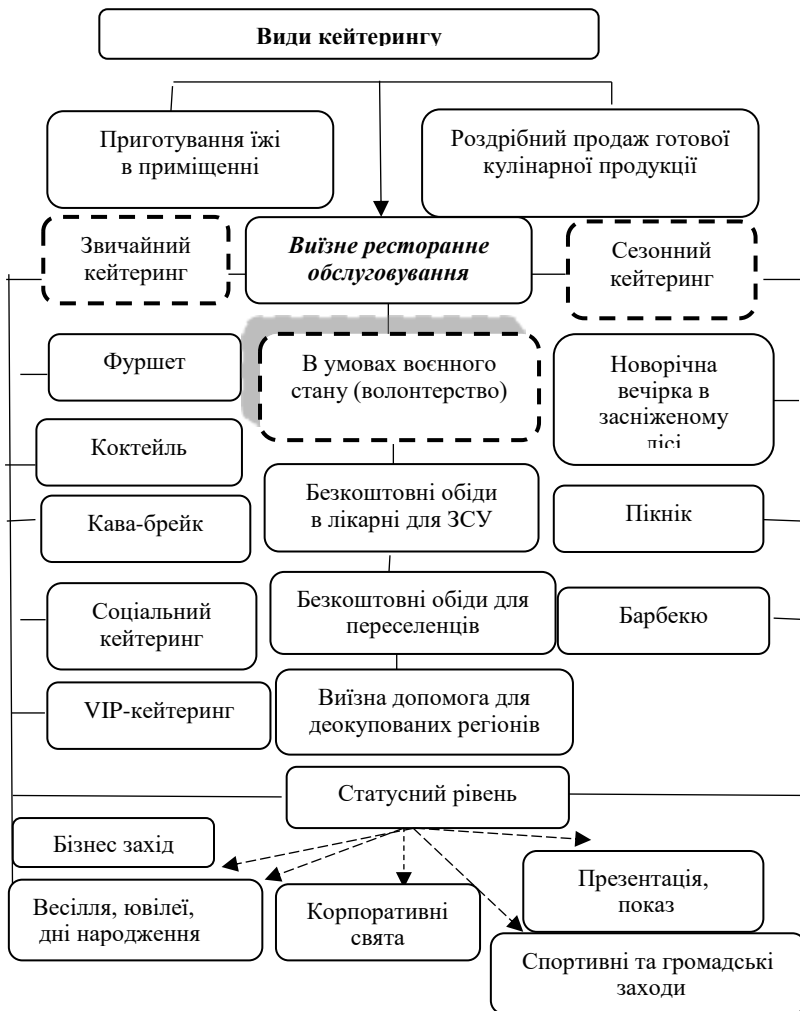 Види кейтерингу
Приготування їжі
в приміщенні
Роздрібний продаж готової
кулінарної продукції
Звичайний
кейтеринг
Виїзне ресторанне
обслуговування
Сезонний
кейтеринг
Фуршет
В умовах воєнного
стану (волонтерство)
Новорічна
вечірка в
засніженому
лісі
Коктейль
Безкоштовні обіди
в лікарні для ЗСУ
Кава-брейк
Пікнік
Соціальний
кейтеринг
Безкоштовні обіди для
переселенців
Барбекю
VIP-кейтеринг
Виїзна допомога для
деокупованих регіонів
Статусний рівень
Бізнес захід
Весілля, ювілеї,
дні народження
Корпоративні
свята
Презентація,
показ
Спортивні та громадські
заходи